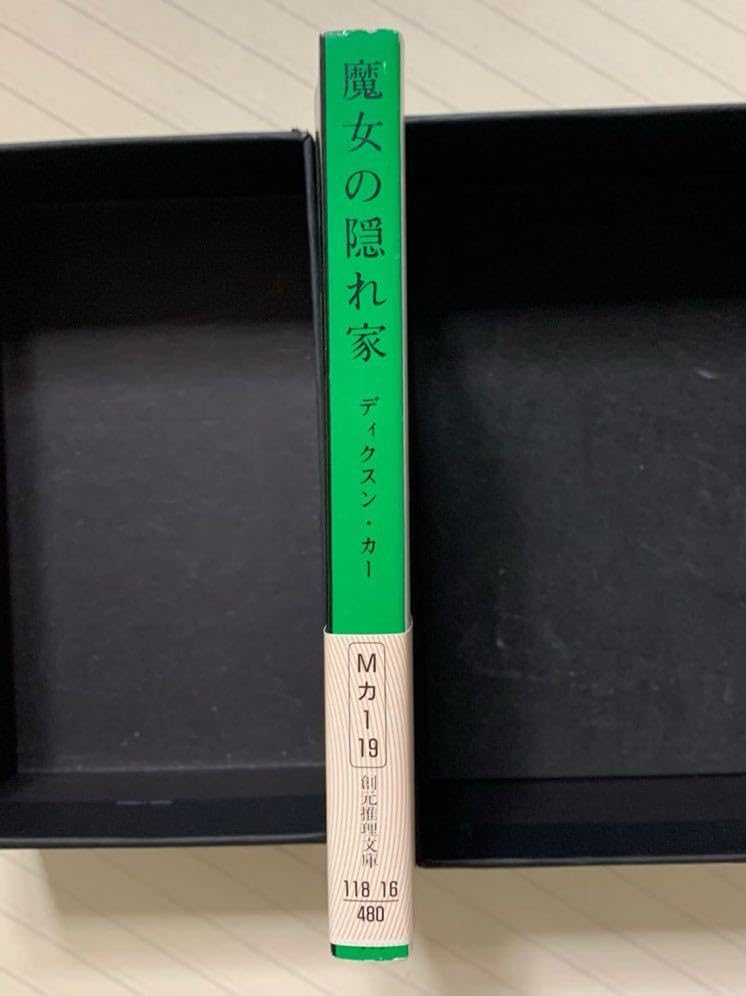 魔女の隠れ家
ディクスン・カー
Mカ1
19
創元推理文庫
118 16
480